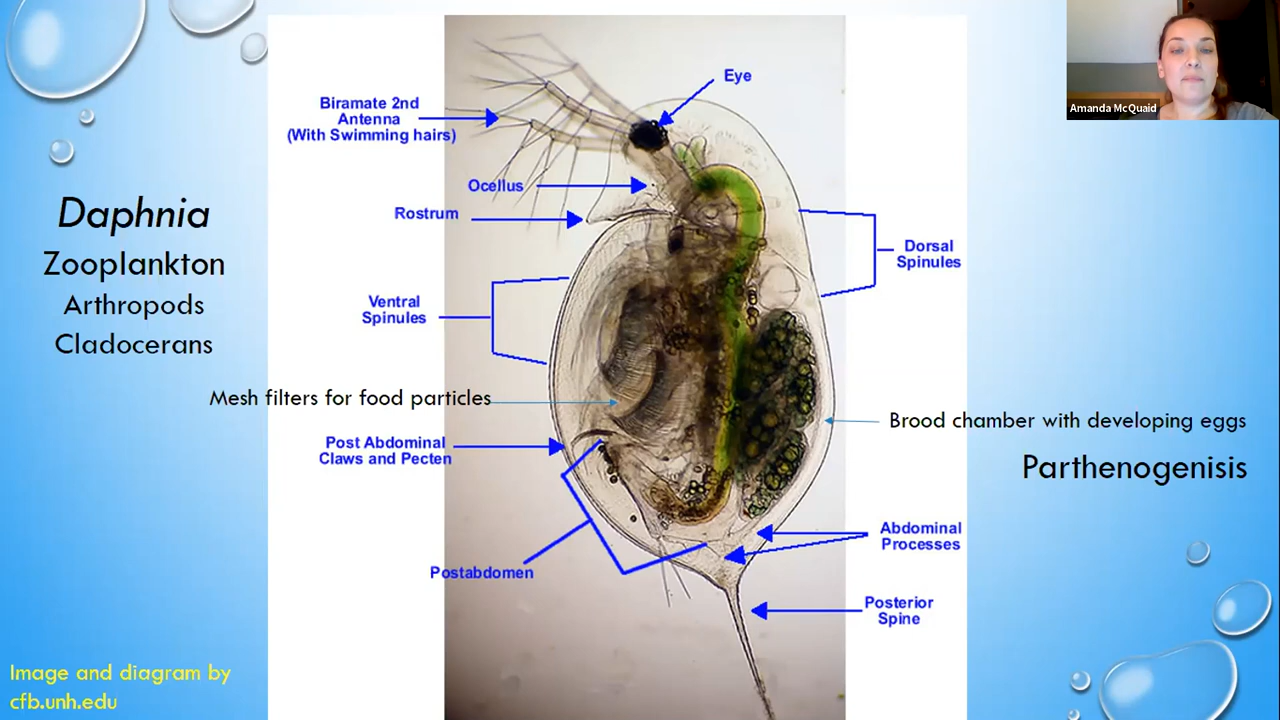 Daphnia
Zooplankton
Arthropods
Cladocerans
Biramate 2nd
Antenna
(With Swimming hairs)
Eye
Ocellus
Rostrum
Dorsal
Spinules
Ventral
Spinules
Mesh filters for food particles
Post Abdominal
Claws and Pecten
Postabdomen
Brood chamber with developing eggs
Parthenogenisis
Abdominal
Processes
Posterior
Spine
Image and diagram by
cfb.unh.edu
Amanda McQuaid